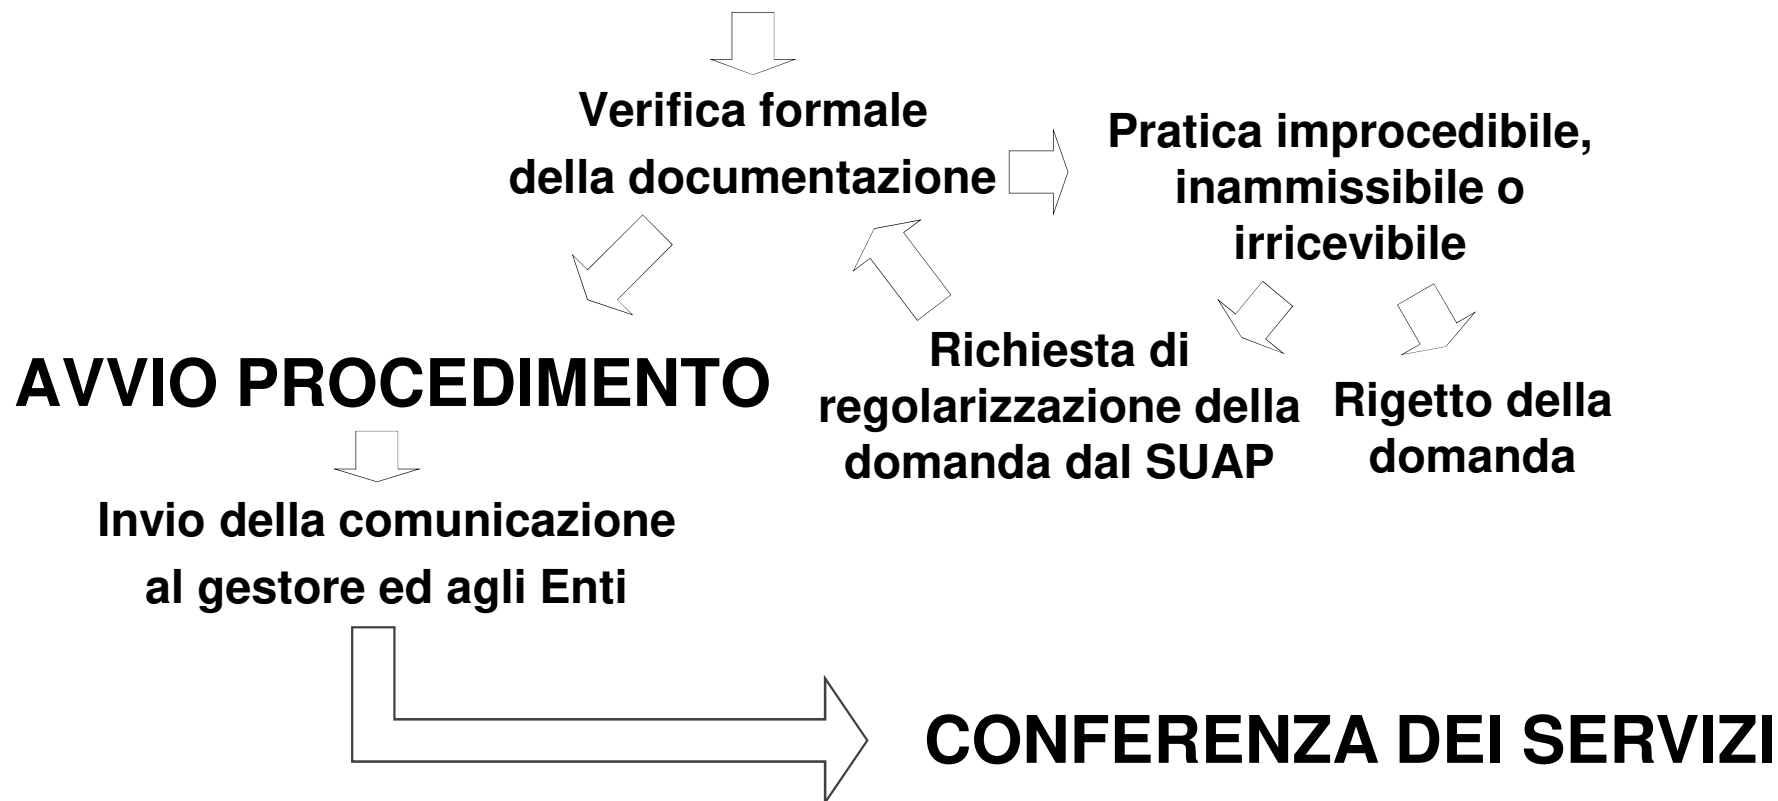 Verifica formale
della documentazione
Pratica improcedibile,
inammissibile o
irricevibile
AVVIO PROCEDIMENTO
Richiesta di
regolarizzazione della
domanda dal SUAP
Rigetto della
domanda
Invio della comunicazione
al gestore ed agli Enti
CONFERENZA DEI SERVIZI